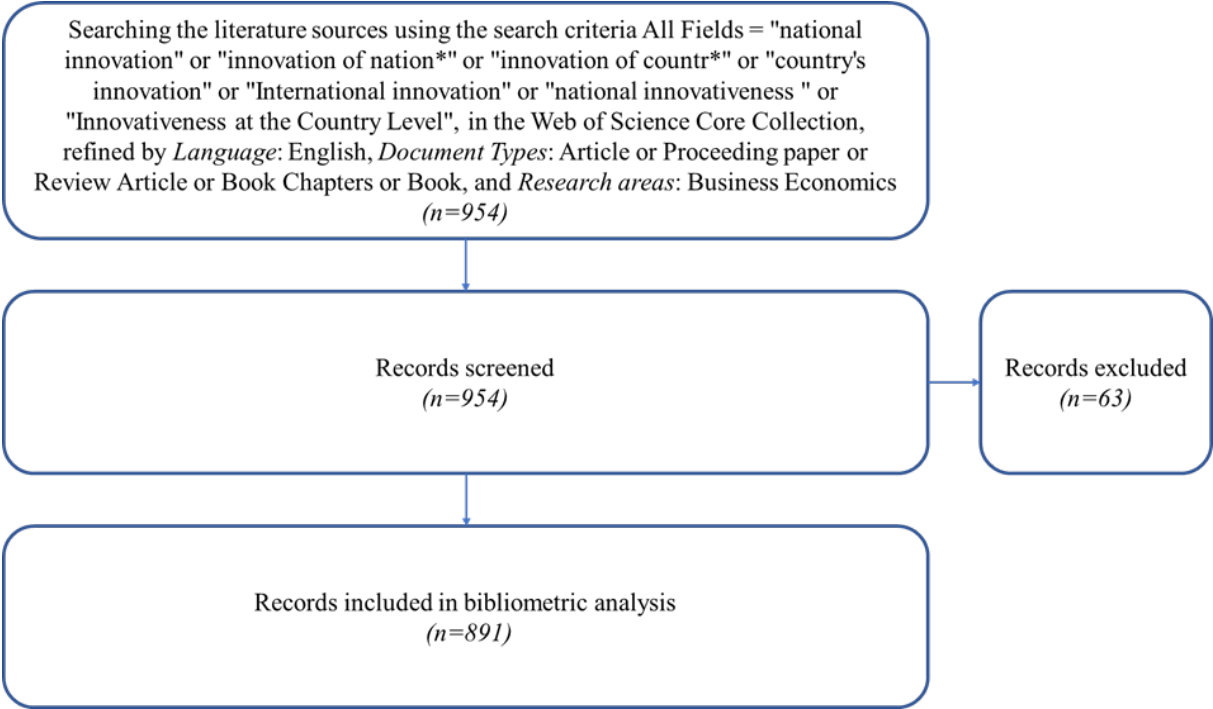 Searching the literature sources using the search criteria All Fields = "national
innovation" or "innovation of nation*" or "innovation of countr*" or "country's
innovation" or "International innovation" or "national innovativeness " or
"Innovativeness at the Country Level", in the Web of Science Core Collection,
refined by Language: English, Document Types: Article or Proceeding paper or
Review Article or Book Chapters or Book, and Research areas: Business Economics
(n=954)
Records screened
(n=954)
Records excluded
(n=63)
Records included in bibliometric analysis
(n=891)